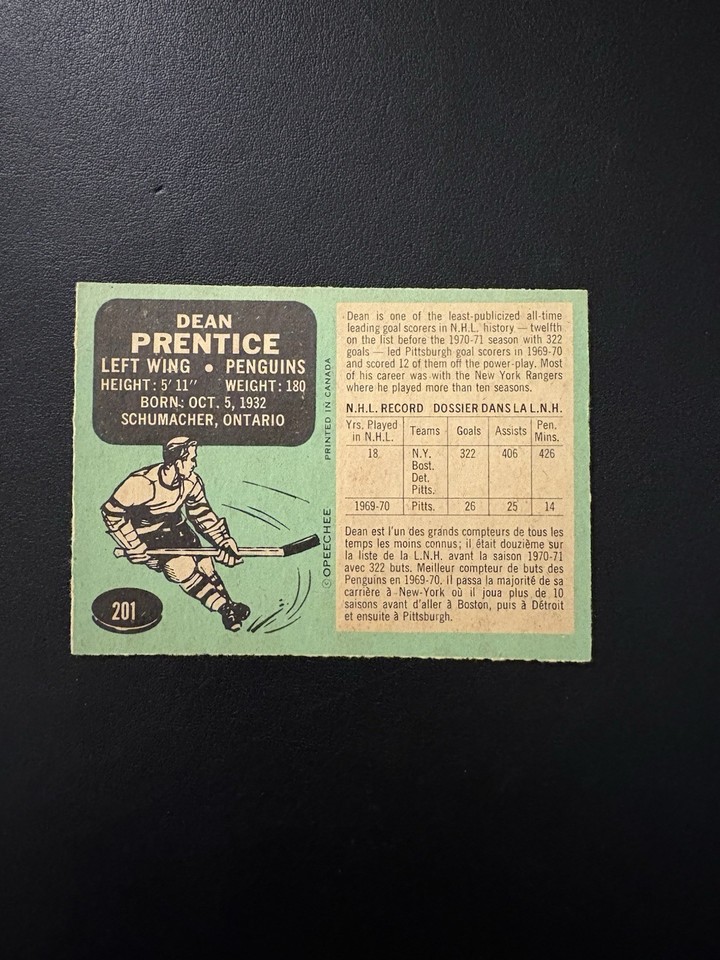 DEAN
PRENTICE
LEFT WING • PENGUINS
HEIGHT: 5' 11" WEIGHT: 180
BORN: OCT. 5, 1932
SCHUMACHER, ONTARIO
201
PRINTED IN CANADA
© OPEECHEE
Dean is one of the least-publicized all-time
leading goal scorers in N.H.L. history — twelfth
on the list before the 1970-71 season with 322
goals — led Pittsburgh goal scorers in 1969-70
and scored 12 of them off the power-play. Most
of his career was with the New York Rangers
where he played more than ten seasons.
N.H.L. RECORD DOSSIER DANS LA L.N.H.
Yrs. Played in N.H.L. Teams Goals Assists Pen. Mins.
18 N.Y. 322 406 426
Bost.
Det.
Pitts.
1969-70 Pitts. 26 25 14
Dean est l'un des grands compteurs de tous les
temps les moins connus; il était douzième sur
la liste de la L.N.H. avant la saison 1970-71
avec 322 buts. Meilleur compteur de buts des
Penguins en 1969-70. Il passa la majorité de sa
carrière à New-York où il joua plus de 10
saisons avant d'aller à Boston, puis à Détroit
et ensuite à Pittsburgh.